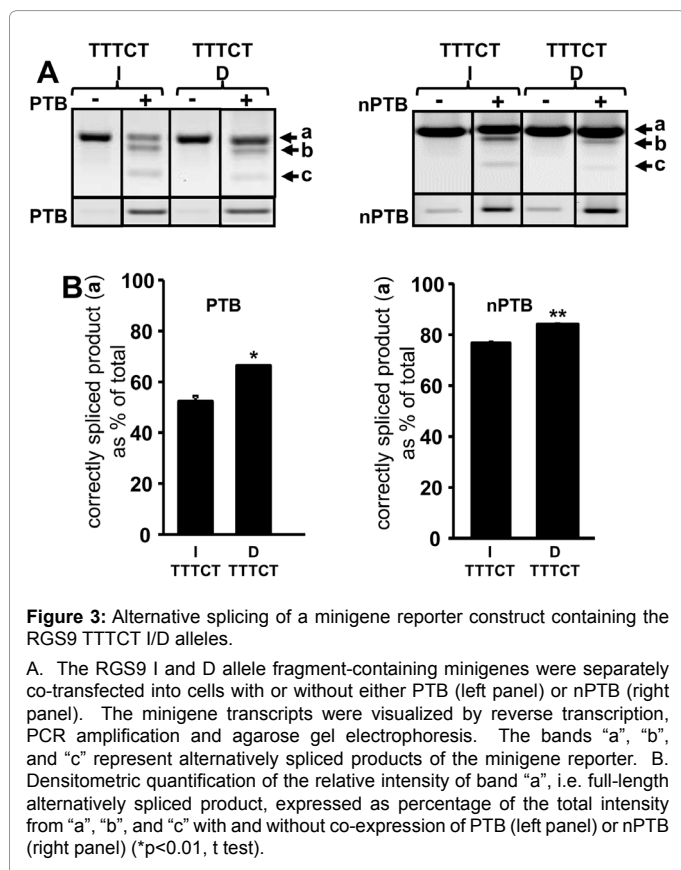 A
TTTCT TTTCT
I D
PTB - + - +
a
b
c
PTB
TTTCT TTTCT
I D
nPTB - + - +
a
b
c
nPTB
B
correctly spliced product (a)
as % of total
100
80
60
40
20
0
PTB
*
I D
TTTCT TTTCT
correctly spliced product (a)
as % of total
100
80
60
40
20
0
nPTB
**
I D
TTTCT TTTCT
Figure 3: Alternative splicing of a minigene reporter construct containing the
RGS9 TTTCT I/D alleles.
A. The RGS9 I and D allele fragment-containing minigenes were separately
co-transfected into cells with or without either PTB (left panel) or nPTB (right
panel). The minigene transcripts were visualized by reverse transcription,
PCR amplification and agarose gel electrophoresis. The bands “a”, “b”,
and “c” represent alternatively spliced products of the minigene reporter. B.
Densitometric quantification of the relative intensity of band “a”, i.e. full-length
alternatively spliced product, expressed as percentage of the total intensity
from “a”, “b”, and “c” with and without co-expression of PTB (left panel) or nPTB
(right panel) (*p<0.01, t test).